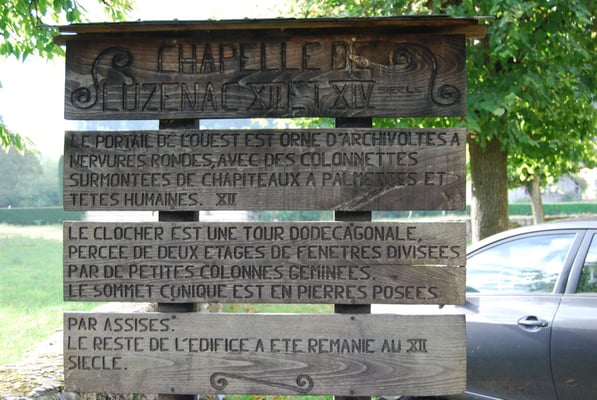 CHAPELLE DE
LUZENAC XII ET XIV SIECLE
LE PORTAIL DE L'OUEST EST ORNE D'ARCHIVOLTES A
NERVURES RONDES, AVEC DES COLONNETTES
SURMONTEES DE CHAPITEAUX A PALMETTES ET
TETES HUMAINES. XII
LE CLOCHER EST UNE TOUR DODECAGONALE,
PERCEE DE DEUX ETAGES DE FENETRES DIVISEES
PAR DE PETITES COLONNES GEMINEES.
LE SOMMET CONIQUE EST EN PIERRES POSEES
PAR ASSISES.
LE RESTE DE L'EDIFICE A ETE REMANIE AU XII
SIECLE.